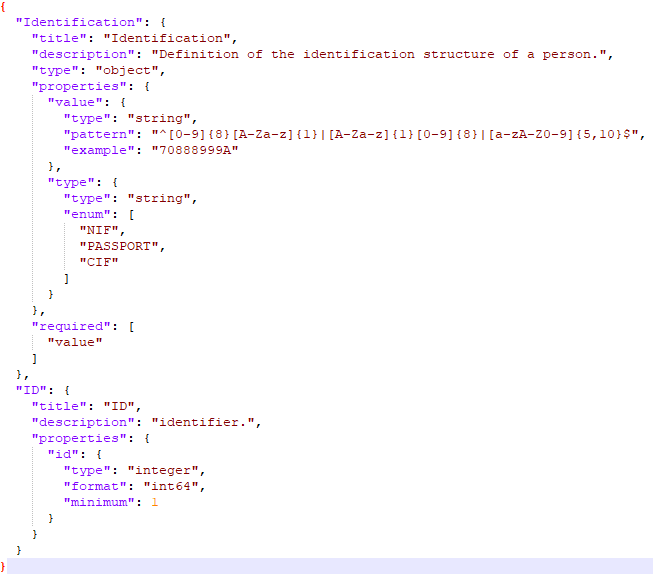 {
  "Identification": {
    "title": "Identification",
    "description": "Definition of the identification structure of a person.",
    "type": "object",
    "properties": {
      "value": {
        "type": "string",
        "pattern": "^[0-9]{8}[A-Za-z]{1}|[A-Za-z]{1}[0-9]{8}|[a-zA-Z0-9]{5,10}$",
        "example": "70888999A"
      },
      "type": {
        "type": "string",
        "enum": [
          "NIF",
          "PASSPORT",
          "CIF"
        ]
      }
    },
    "required": [
      "value"
    ]
  },
  "ID": {
    "title": "ID",
    "description": "identifier.",
    "properties": {
      "id": {
        "type": "integer",
        "format": "int64",
        "minimum": 1
      }
    }
  }
}